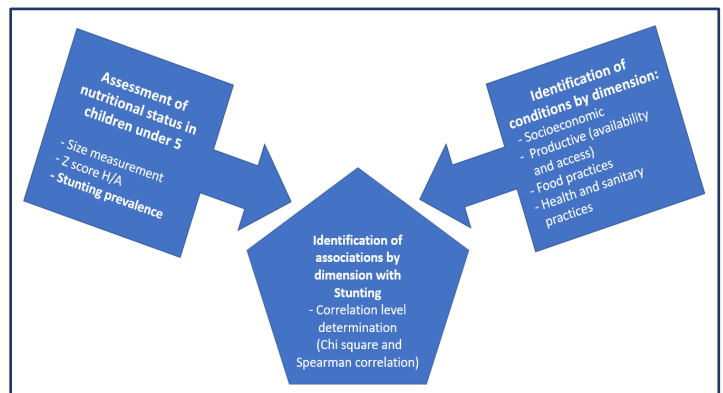 Assessment of
nutritional status in
children under 5
- Size measurement
- Z score H/A
- Stunting prevalence
Identification of
conditions by dimension:
- Socioeconomic
- Productive (availability
and access)
- Food practices
- Health and sanitary
practices
Identification of
associations by
dimension with
Stunting
- Correlation level
determination
(Chi square and
Spearman correlation)